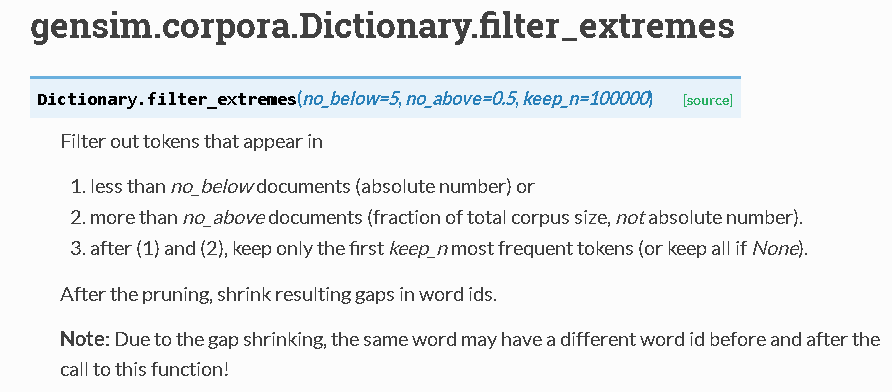 gensim.corpora.Dictionary.filter_extremes
Dictionary.filter_extremes(no_below=5, no_above=0.5, keep_n=100000) [source]
Filter out tokens that appear in
1. less than no_below documents (absolute number) or
2. more than no_above documents (fraction of total corpus size, not absolute number).
3. after (1) and (2), keep only the first keep_n most frequent tokens (or keep all if None).
After the pruning, shrink resulting gaps in word ids.
Note: Due to the gap shrinking, the same word may have a different word id before and after the
call to this function!